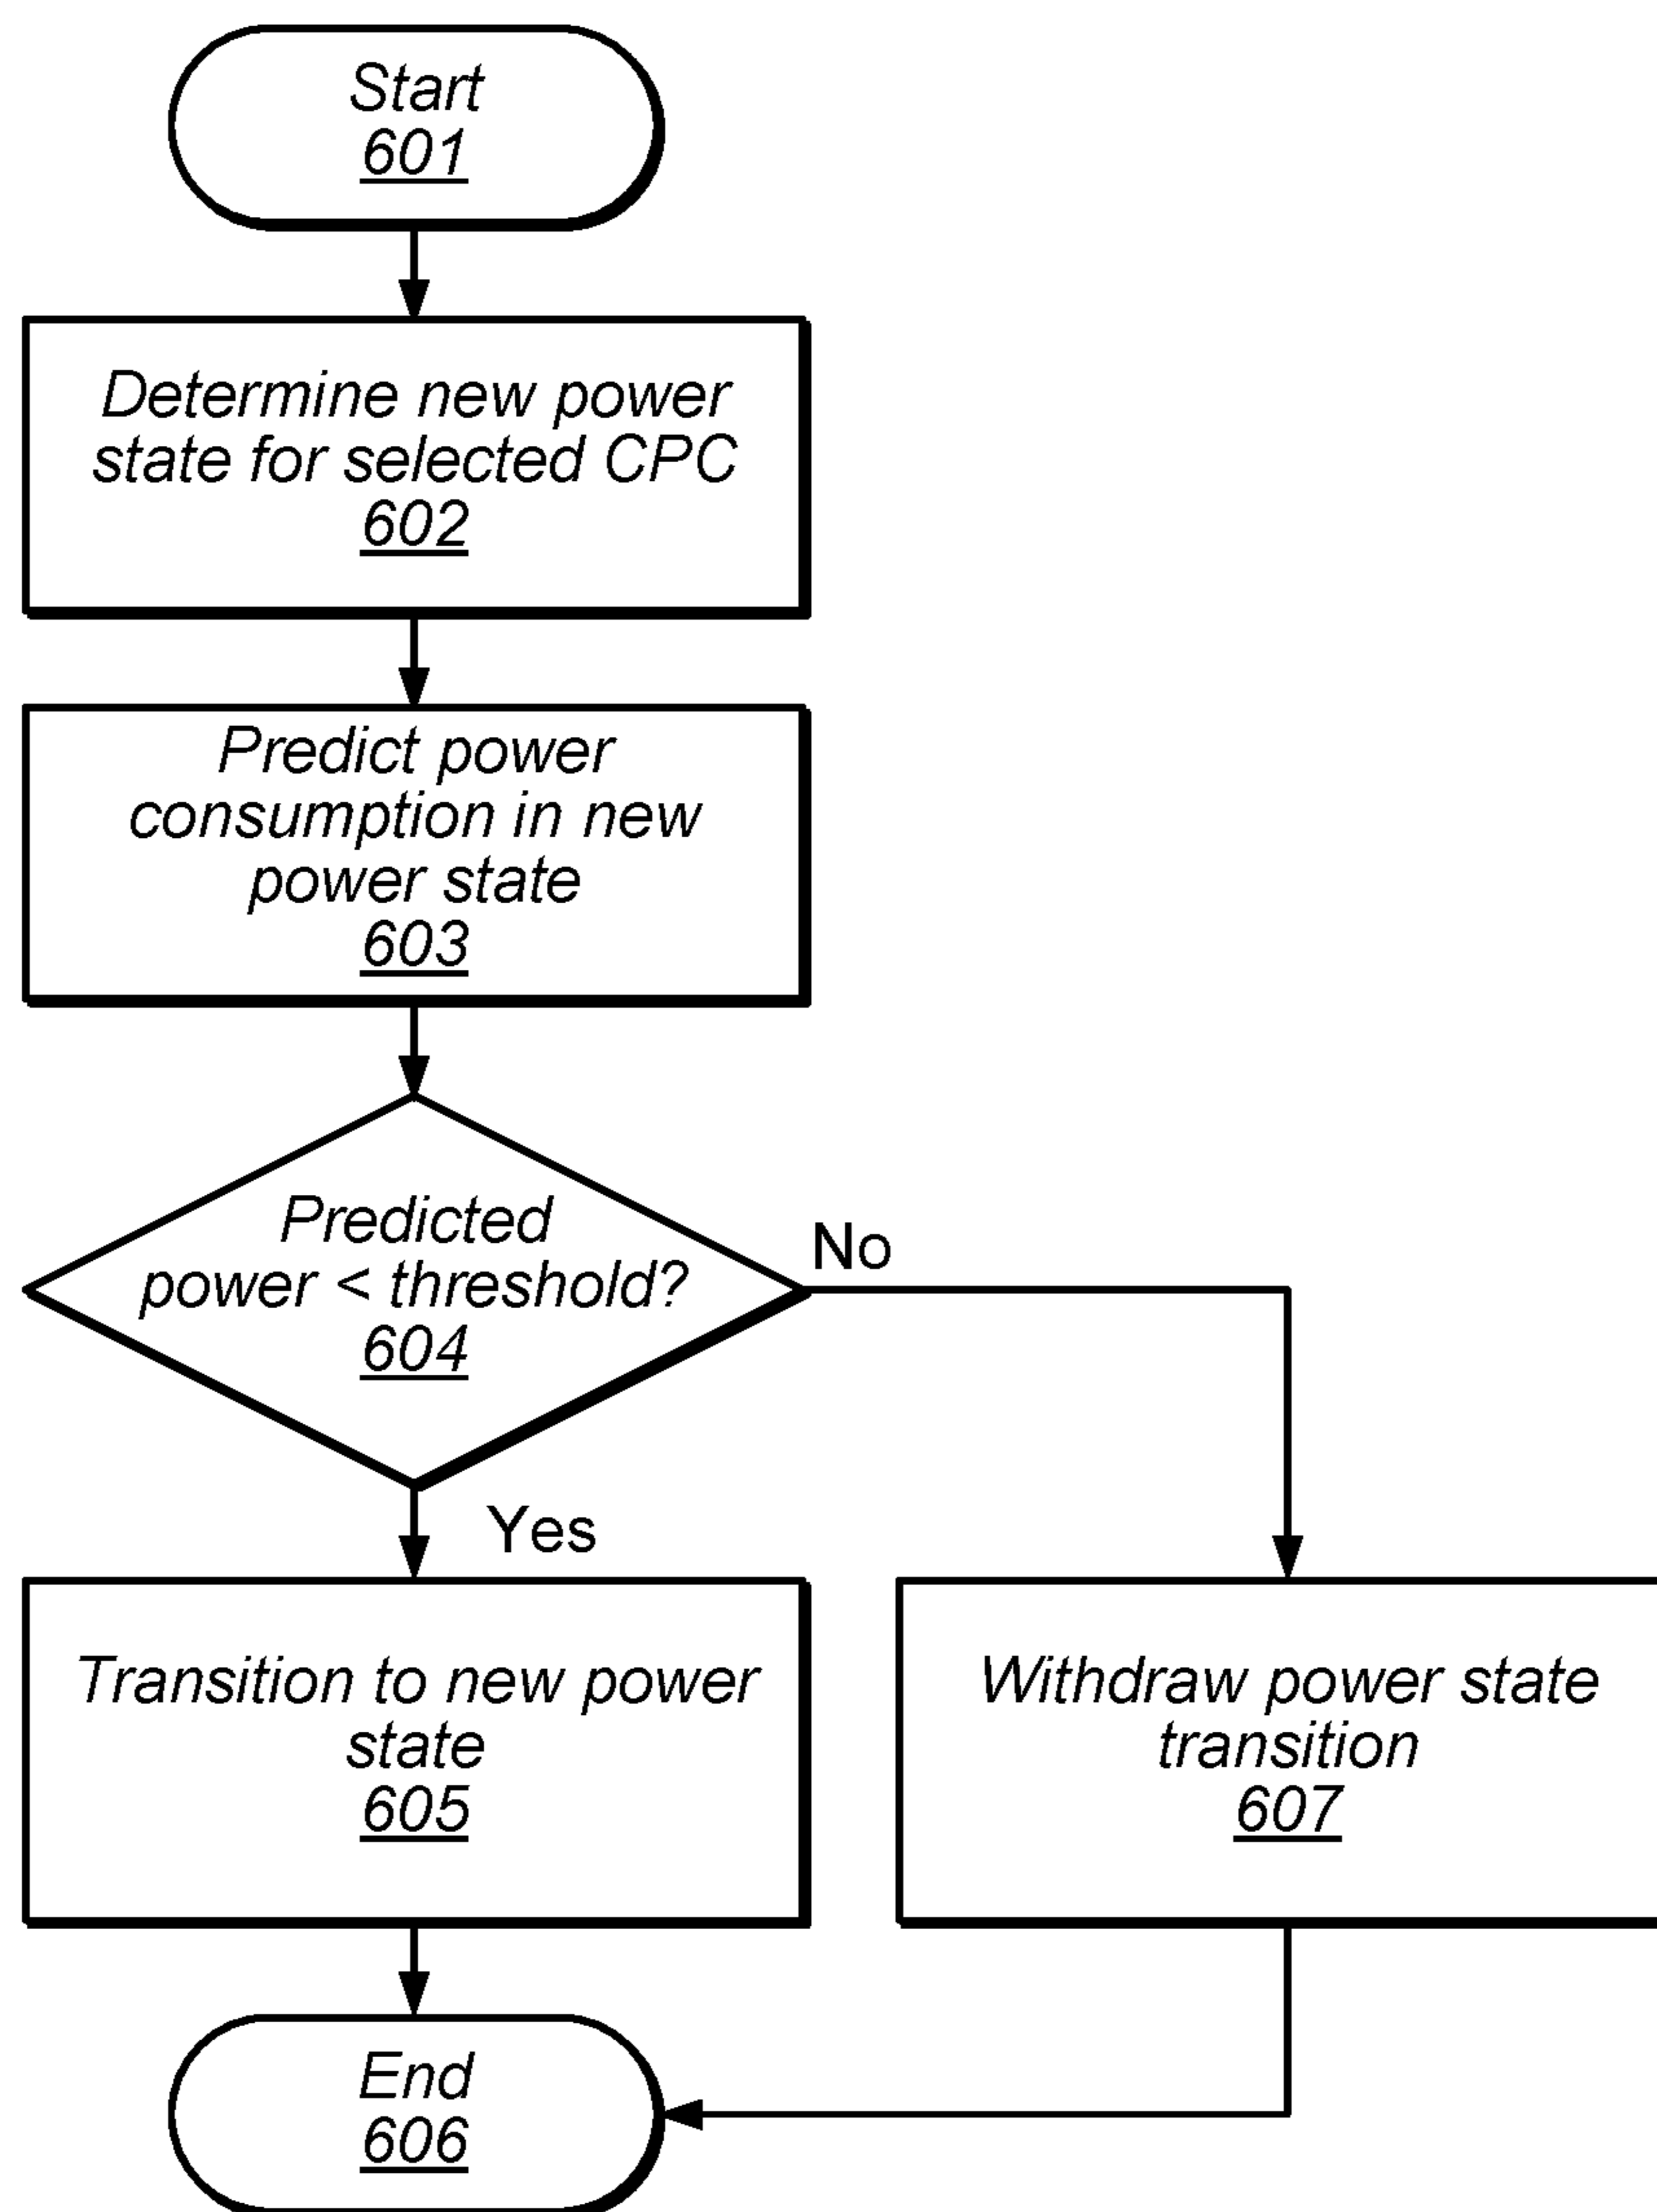 Start
601
Determine new power
state for selected CPC
602
Predict power
consumption in new
power state
603
Predicted
power < threshold?
604
No
Yes
Transition to new power
state
605
Withdraw power state
transition
607
End
606